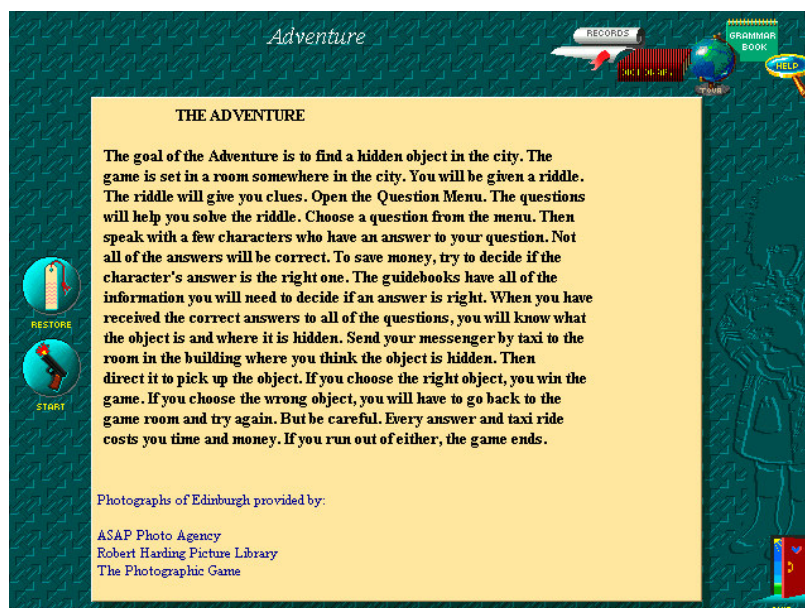 Adventure
RECORDS
GRAMMAR
BOOK
HELP
TOUR
THE ADVENTURE
The goal of the Adventure is to find a hidden object in the city. The
game is set in a room somewhere in the city. You will be given a riddle.
The riddle will give you clues. Open the Question Menu. The questions
will help you solve the riddle. Choose a question from the menu. Then
speak with a few characters who have an answer to your question. Not
all of the answers will be correct. To save money, try to decide if the
character's answer is the right one. The guidebooks have all of the
information you will need to decide if an answer is right. When you have
received the correct answers to all of the questions, you will know what
the object is and where it is hidden. Send your messenger by taxi to the
room in the building where you think the object is hidden. Then
direct it to pick up the object. If you choose the right object, you win the
game. If you choose the wrong object, you will have to go back to the
game room and try again. But be careful. Every answer and taxi ride
costs you time and money. If you run out of either, the game ends.
RESTORE
START
Photographs of Edinburgh provided by:
ASAP Photo Agency
Robert Harding Picture Library
The Photographic Game